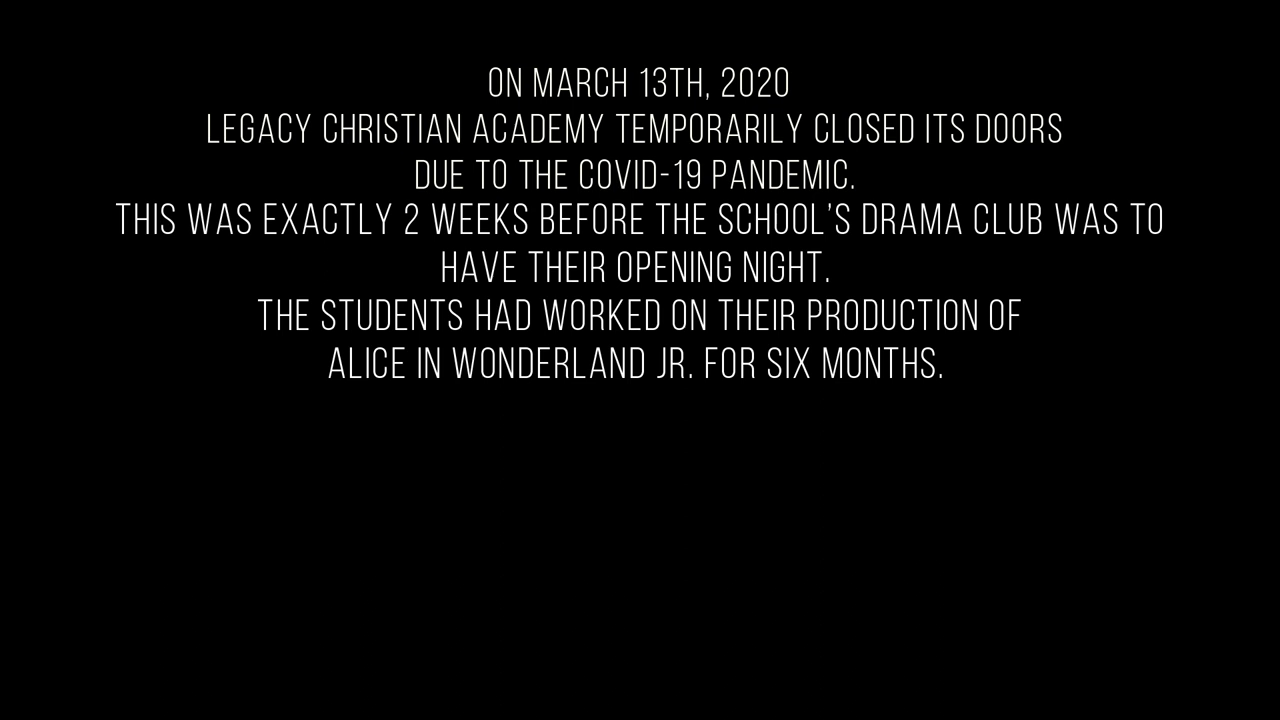 ON MARCH 13TH, 2020
LEGACY CHRISTIAN ACADEMY TEMPORARILY CLOSED ITS DOORS
DUE TO THE COVID-19 PANDEMIC.
THIS WAS EXACTLY 2 WEEKS BEFORE THE SCHOOL’S DRAMA CLUB WAS TO
HAVE THEIR OPENING NIGHT.
THE STUDENTS HAD WORKED ON THEIR PRODUCTION OF
ALICE IN WONDERLAND JR. FOR SIX MONTHS.